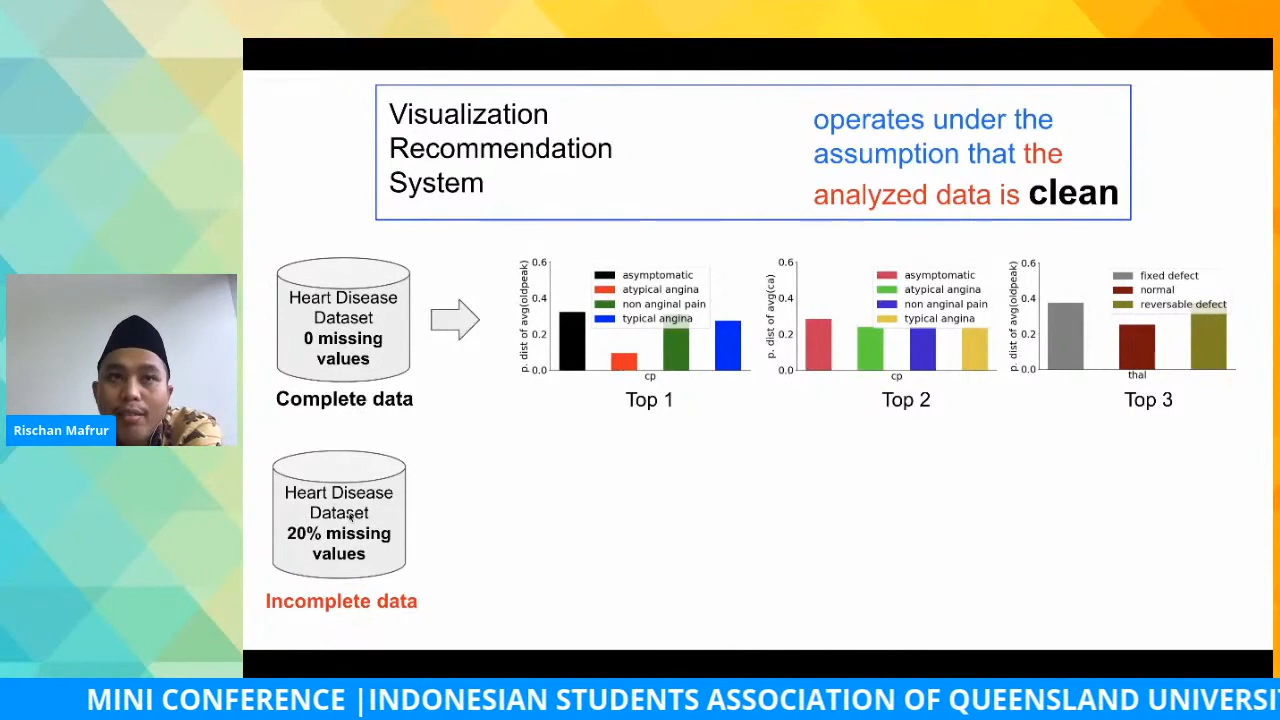 Visualization
Recommendation
System
operates under the
assumption that the
analyzed data is clean
Heart Disease
Dataset
0 missing
values
Complete data
p. dist of avg(oldpeak)
0.6
0.4
0.2
0.0
asymptomatic
atypical angina
non anginal pain
typical angina
cp
Top 1
p. dist of avg(ca)
0.6
0.4
0.2
0.0
asymptomatic
atypical angina
non anginal pain
typical angina
cp
Top 2
p. dist of avg(oldpeak)
0.6
0.4
0.2
0.0
fixed defect
normal
reversable defect
thal
Top 3
Rischan Mafrur
Heart Disease
Dataset
20% missing
values
Incomplete data
MINI CONFERENCE |INDONESIAN STUDENTS ASSOCIATION OF QUEENSLAND UNIVERSI